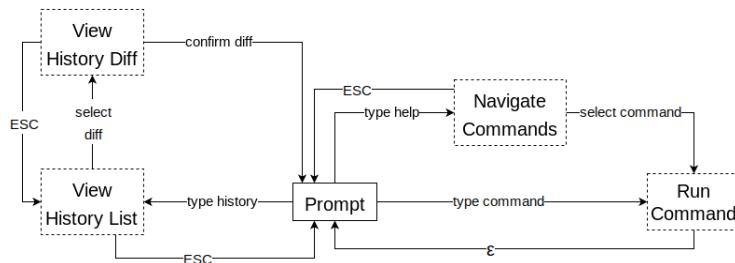 View
History Diff
confirm diff
ESC
Navigate
Commands
type help
select command
ESC
select
diff
View
History List
type history
Prompt
type command
Run
Command
ESC
ε